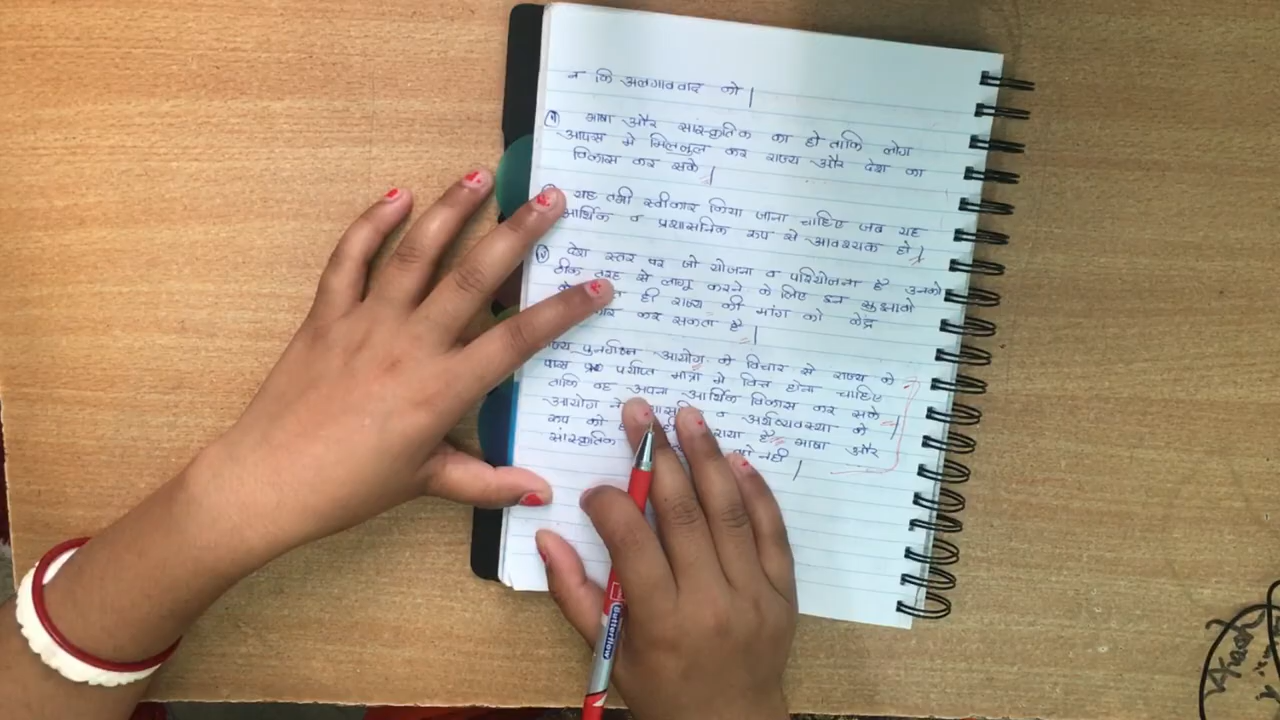 न कि अलगाववाद को |
भाषा और सांस्कृतिक का हो ताकि लोग
आपस मे मिलजुल कर राज्य और देश का
विकास कर सके |
यह तभी स्वीकार किया जाना चाहिए जब यह
आर्थिक व प्रशासनिक रूप से आवश्यक हो |
देश स्तर पर जो योजना व परियोजना है उनको
ठीक तरह से लागू करने के लिए इन सुझावो
ही राज्य की मांग को केंद्र
कर सकता है |
पुनर्गठन आयोग के विचार से राज्य के
पास पर्याप्त मात्रा मे वित्त होना चाहिए
ताकि वह अपना आर्थिक विकास कर सके |
आयोग ने व अर्थव्यवस्था के
रूप को है भाषा और
सांस्कृतिक को नही |
Butterflow
Akash